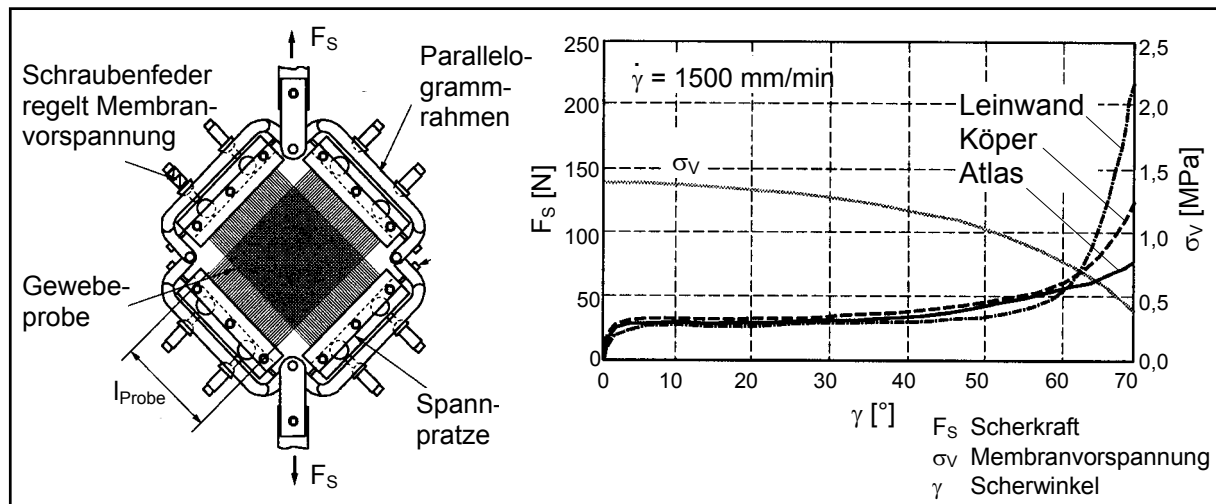 F_S
Schraubenfeder
regelt Membran-
vorspannung
Parallelo-
gramm-
rahmen
Gewebe-
probe
l_Probe
Spann-
pratze
F_S
250
200
150
100
50
0
F_S [N]
γ̇ = 1500 mm/min
σ_V
Leinwand
Köper
Atlas
2,5
2,0
1,5
1,0
0,5
0,0
σ_V [MPa]
0 10 20 30 40 50 60 70
γ [°]
F_S Scherkraft
σ_V Membranvorspannung
γ Scherwinkel